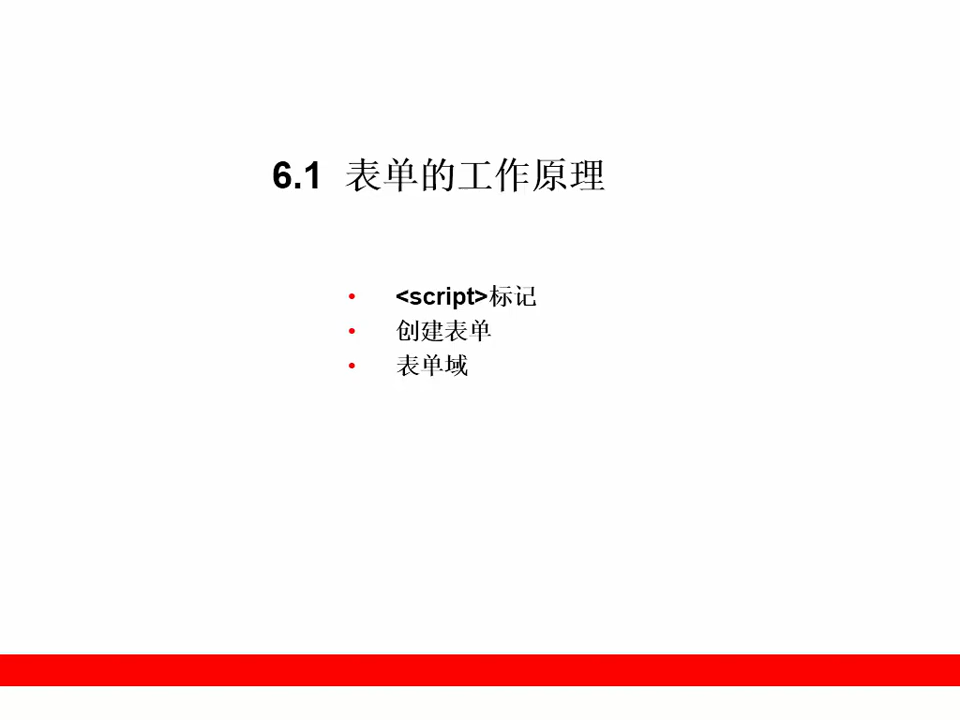 6.1 表单的工作原理
• <script>标记
• 创建表单
• 表单域